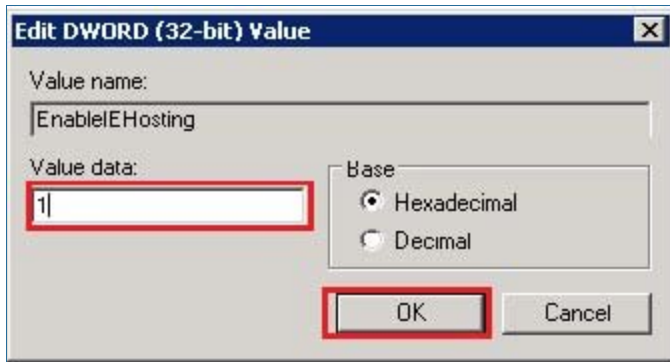 Edit DWORD (32-bit) Value
Value name:
EnableIEHosting
Value data:
1
Base
Hexadecimal
Decimal
OK
Cancel